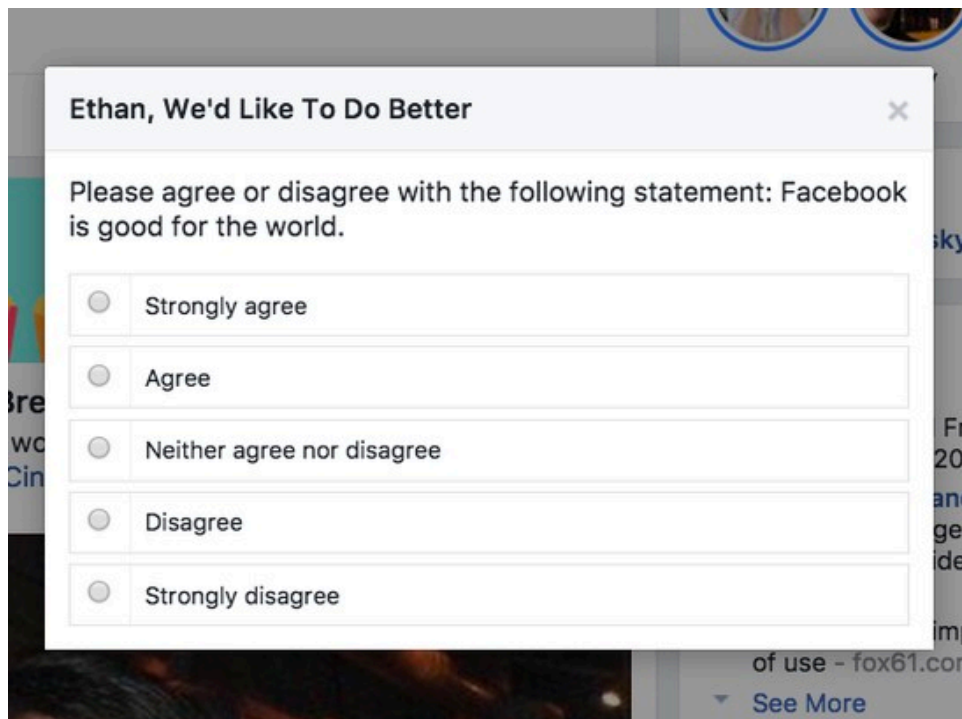 Ethan, We'd Like To Do Better
×
Please agree or disagree with the following statement: Facebook
is good for the world.
Strongly agree
Agree
Neither agree nor disagree
Disagree
Strongly disagree
of use - fox61.com
See More